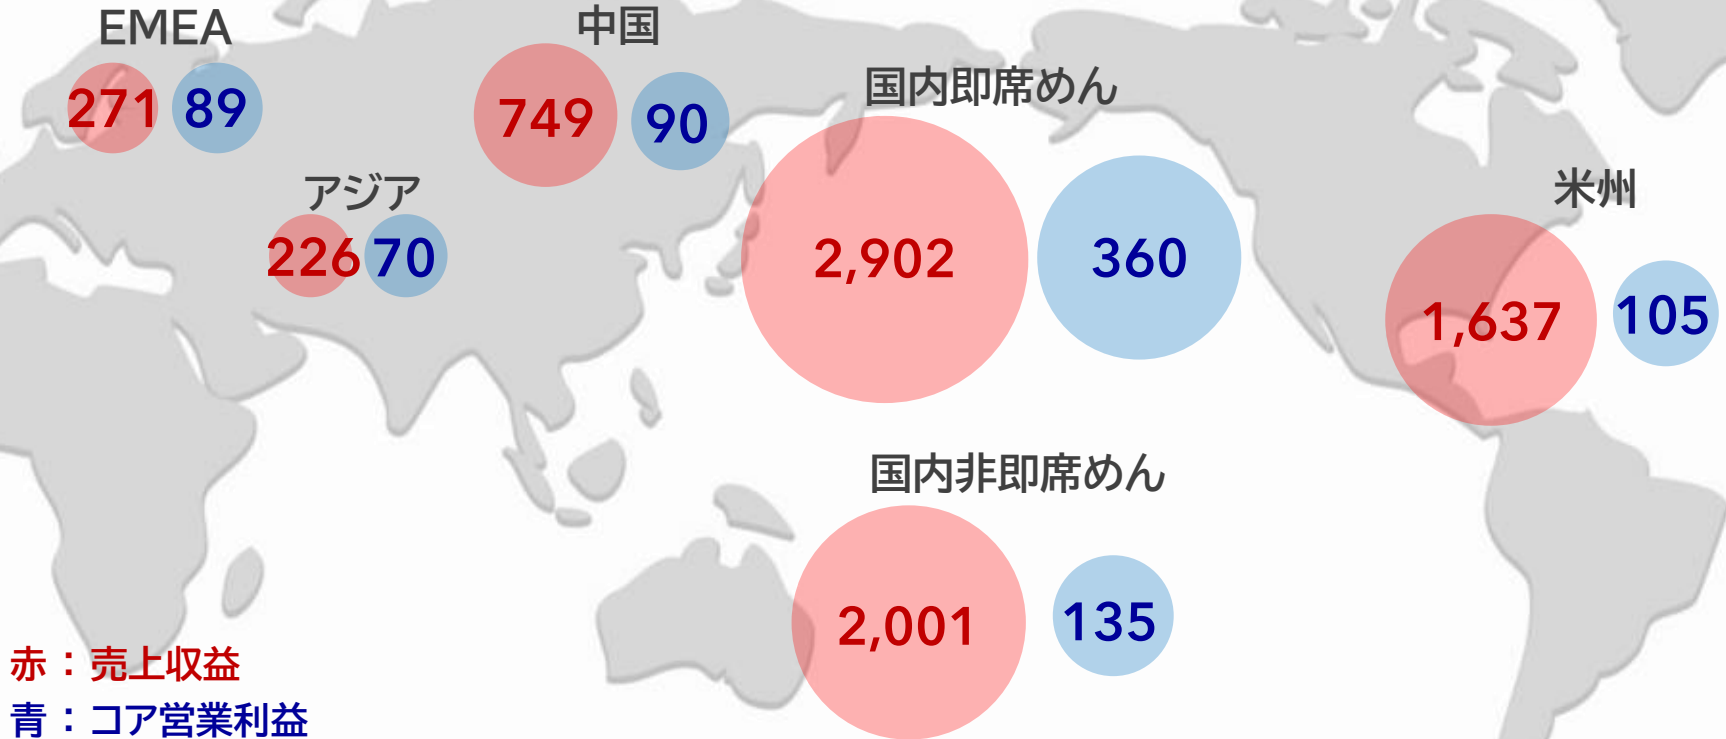 EMEA
271 89
中国
749 90
アジア
226 70
国内即席めん
2,902 360
米州
1,637 105
国内非即席めん
2,001 135
赤：売上収益
青：コア営業利益